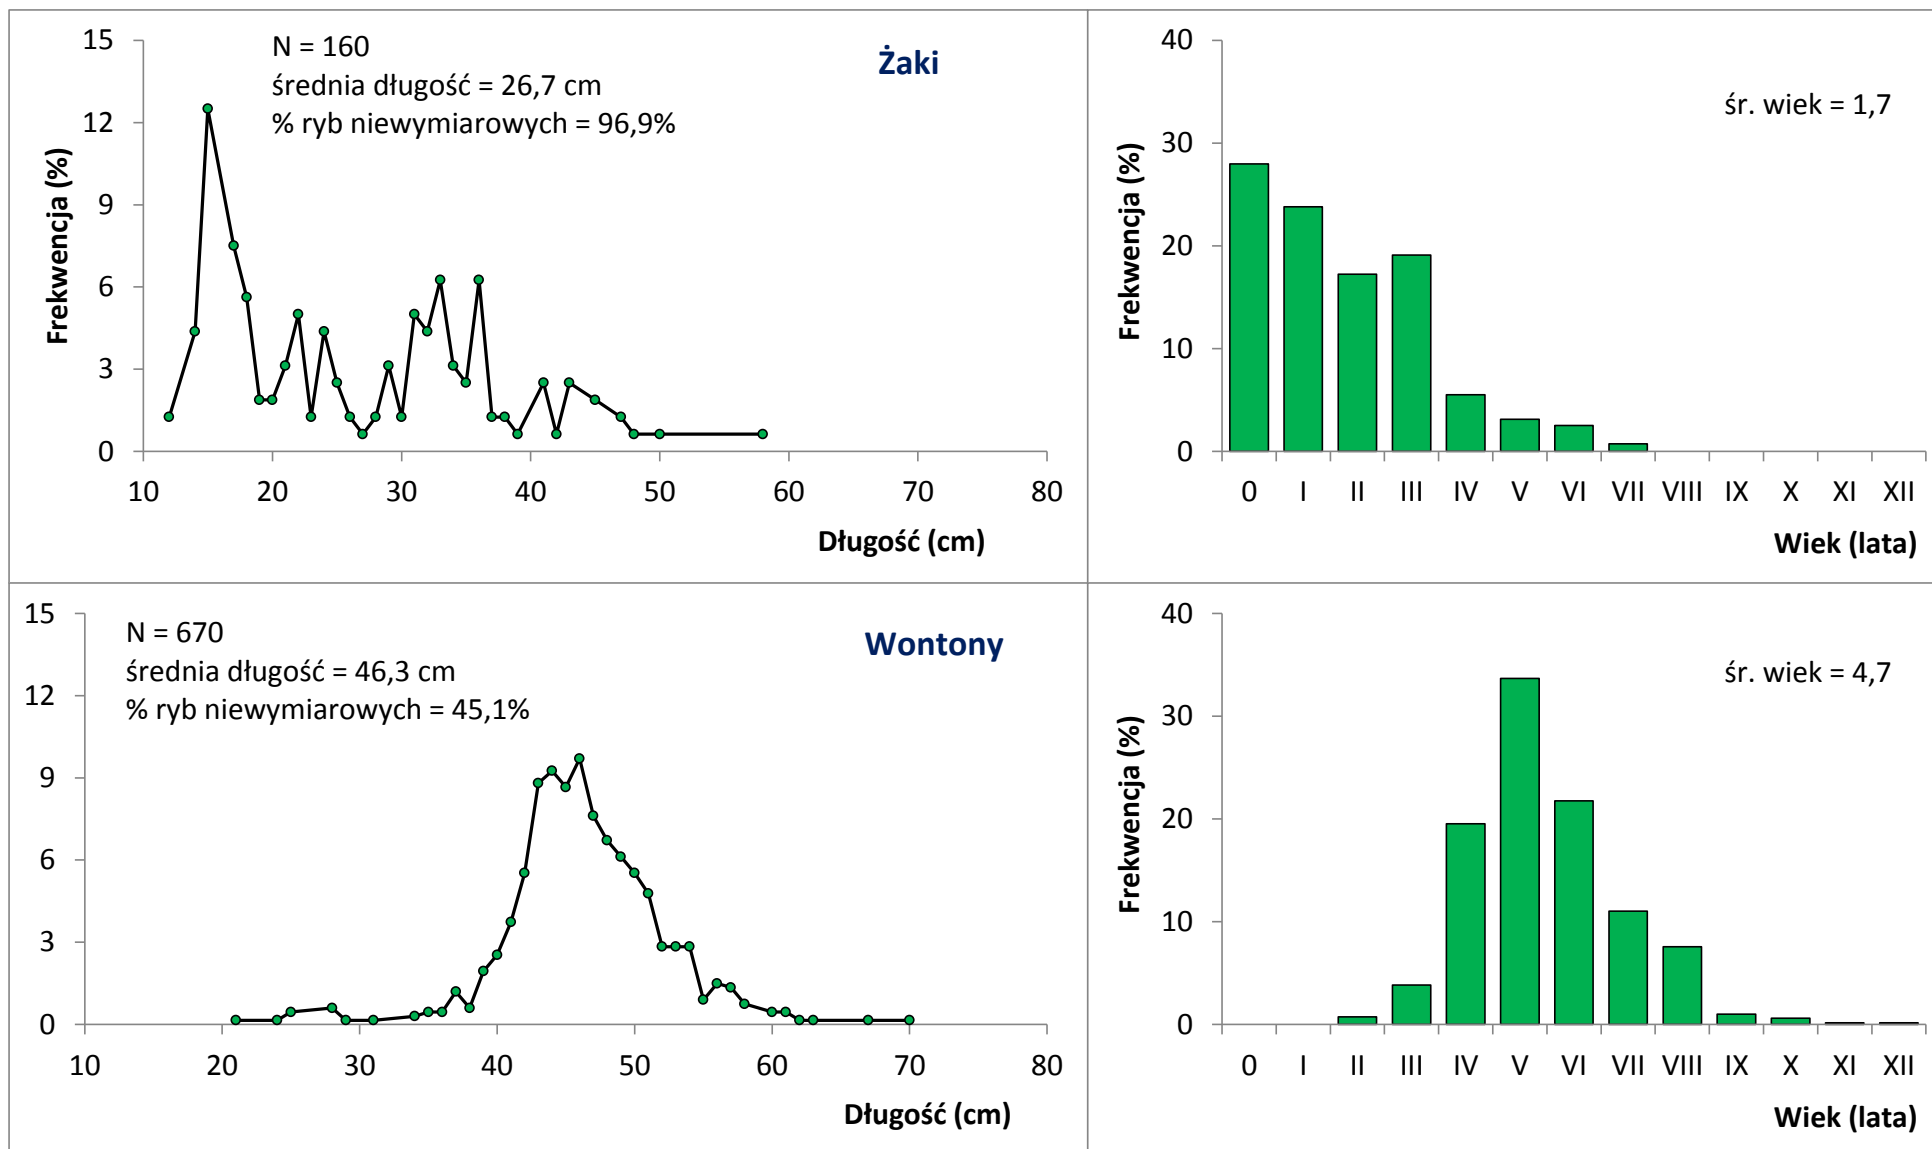 Żaki
N = 160
średnia długość = 26,7 cm
% ryb niewymiarowych = 96,9%
Frekwencja (%)
15
12
9
6
3
0
10 20 30 40 50 60 70 80
Długość (cm)
śr. wiek = 1,7
Frekwencja (%)
40
30
20
10
0
0 I II III IV V VI VII VIII IX X XI XII
Wiek (lata)
Wontony
N = 670
średnia długość = 46,3 cm
% ryb niewymiarowych = 45,1%
15
12
9
6
3
0
10 20 30 40 50 60 70 80
Długość (cm)
śr. wiek = 4,7
Frekwencja (%)
40
30
20
10
0
0 I II III IV V VI VII VIII IX X XI XII
Wiek (lata)